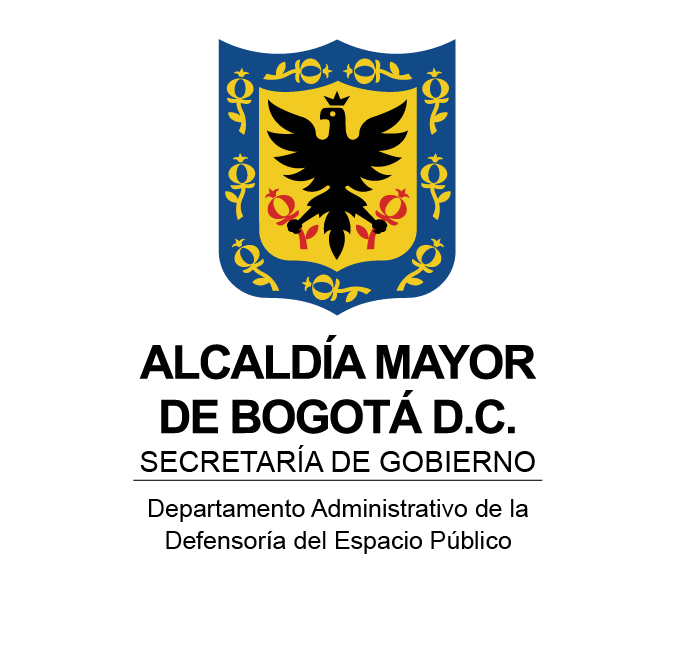 ALCALDÍA MAYOR
DE BOGOTÁ D.C.
SECRETARÍA DE GOBIERNO
Departamento Administrativo de la
Defensoría del Espacio Público